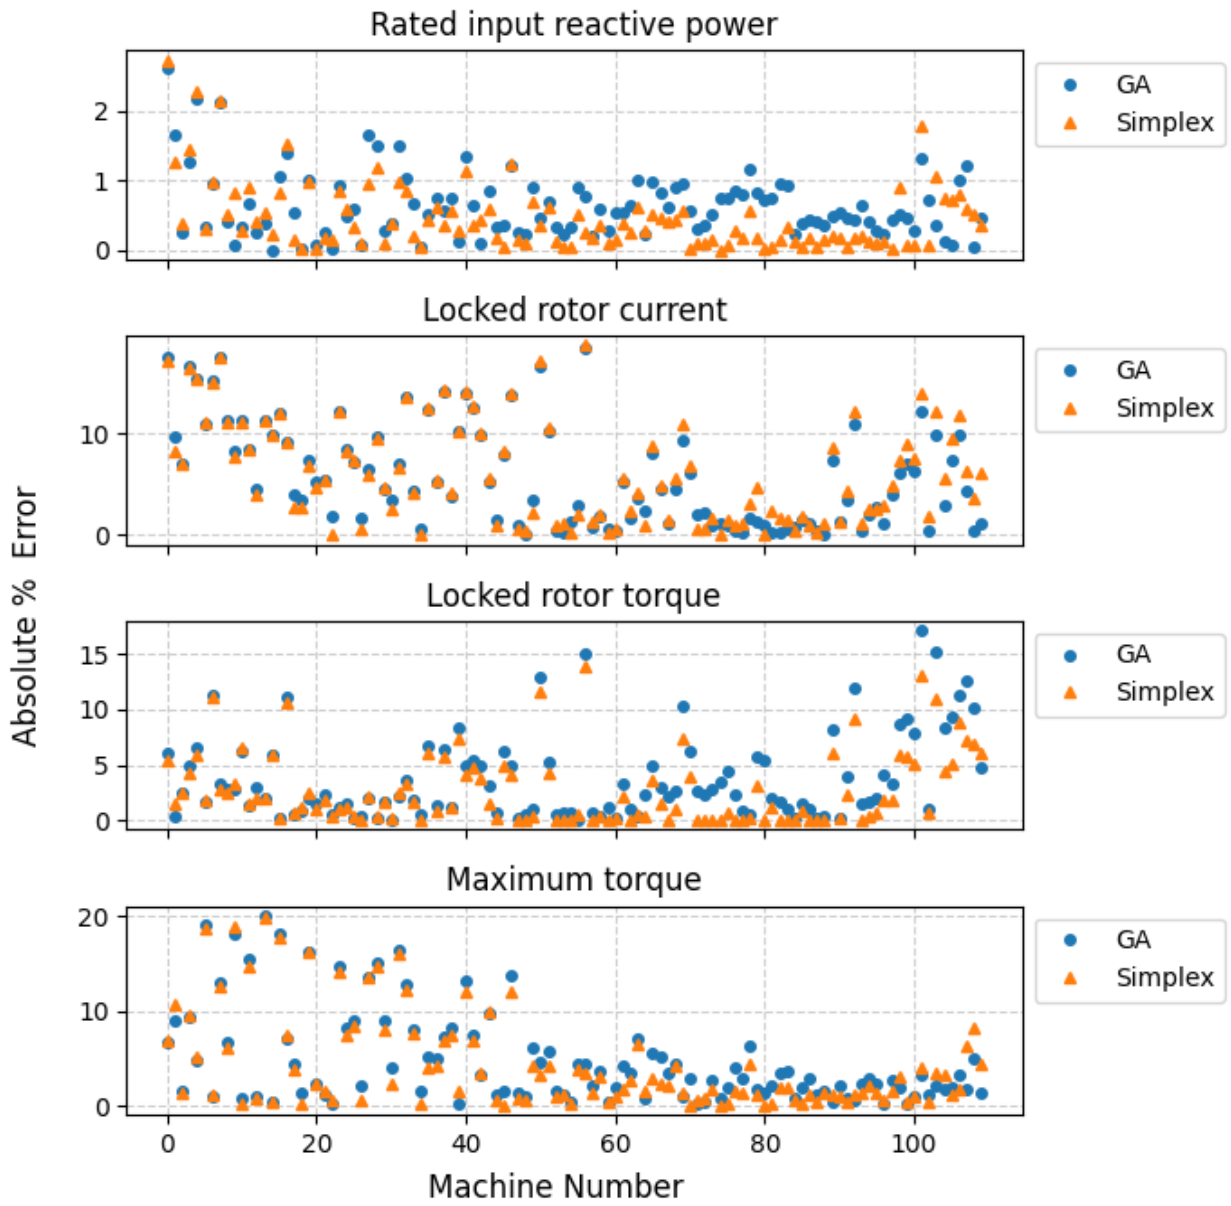 Rated input reactive power
2
1
0
GA
Simplex
Locked rotor current
10
0
GA
Simplex
Locked rotor torque
15
10
5
0
GA
Simplex
Maximum torque
20
10
0
GA
Simplex
0 20 40 60 80 100
Machine Number
Absolute % Error